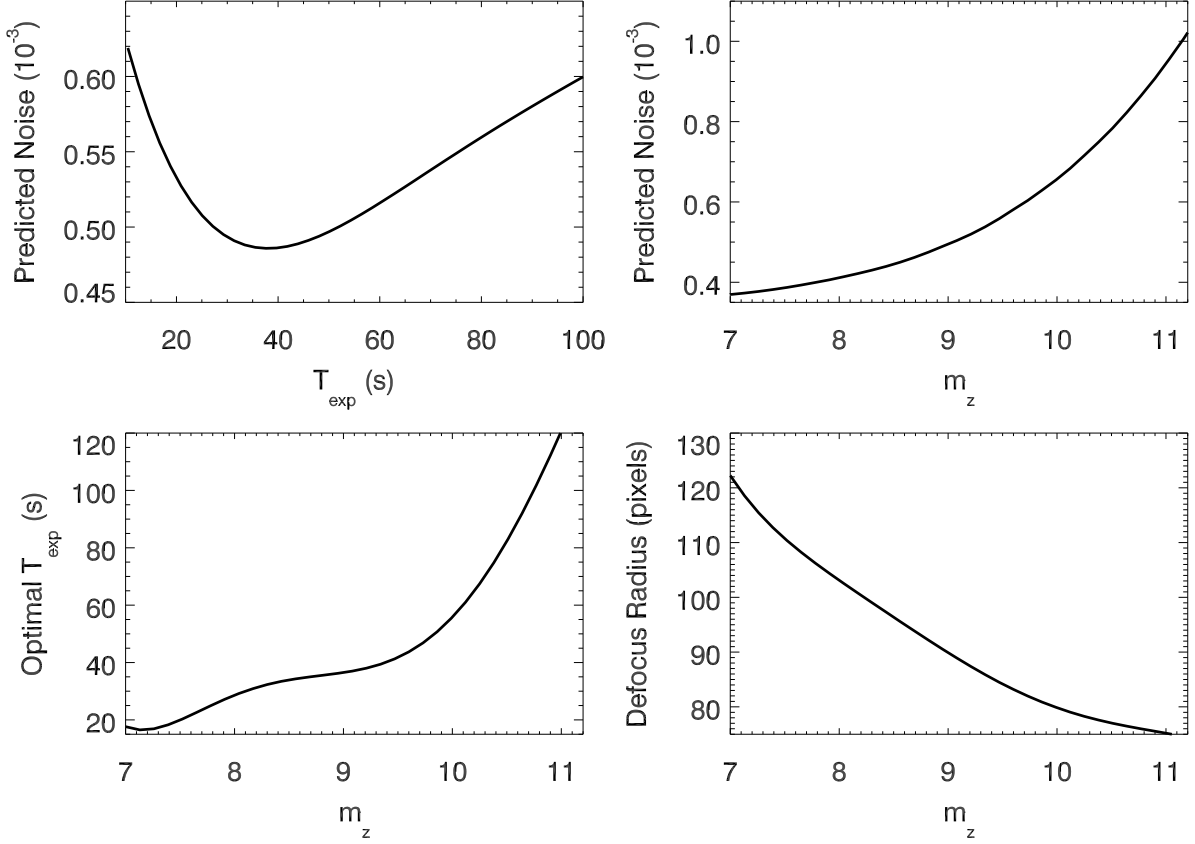 Predicted Noise (10⁻³)
0.60
0.55
0.50
0.45
20 40 60 80 100
T_exp (s)
Predicted Noise (10⁻³)
1.0
0.8
0.6
0.4
7 8 9 10 11
m_z
Optimal T_exp (s)
120
100
80
60
40
20
7 8 9 10 11
m_z
Defocus Radius (pixels)
130
120
110
100
90
80
7 8 9 10 11
m_z